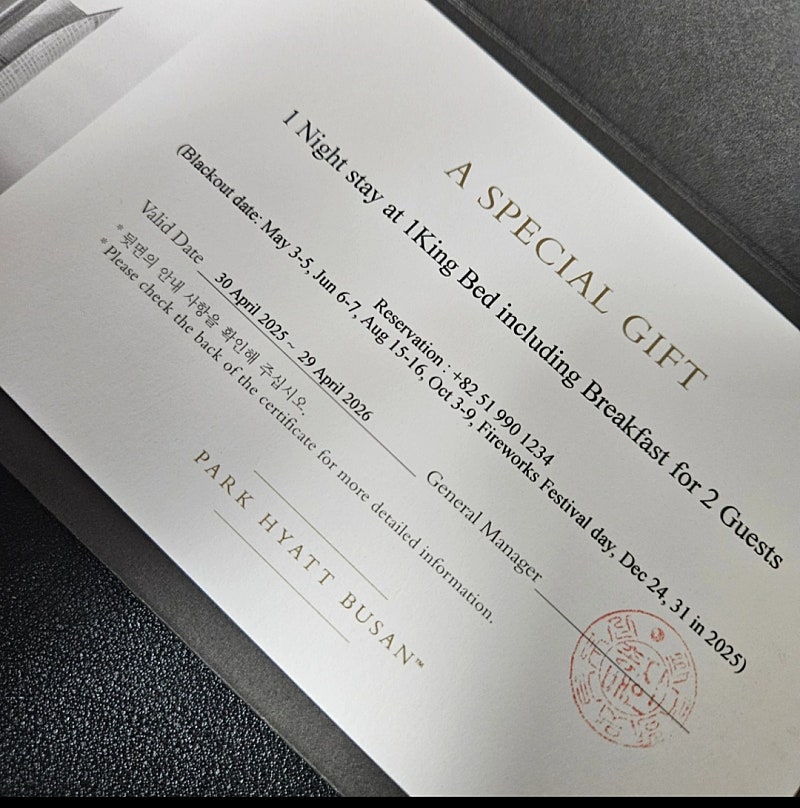 A SPECIAL GIFT
1 Night stay at 1King Bed including Breakfast for 2 Guests
Reservation : +82 51 990 1234
(Blackout date: May 3-5, Jun 6-7, Aug 15-16, Oct 3-9, Fireworks Festival day, Dec 24, 31 in 2025)
Valid Date 30 April 2025 ~ 29 April 2026 General Manager
* 뒷면의 안내 사항을 확인해 주십시오.
* Please check the back of the certificate for more detailed information.
PARK HYATT BUSAN™